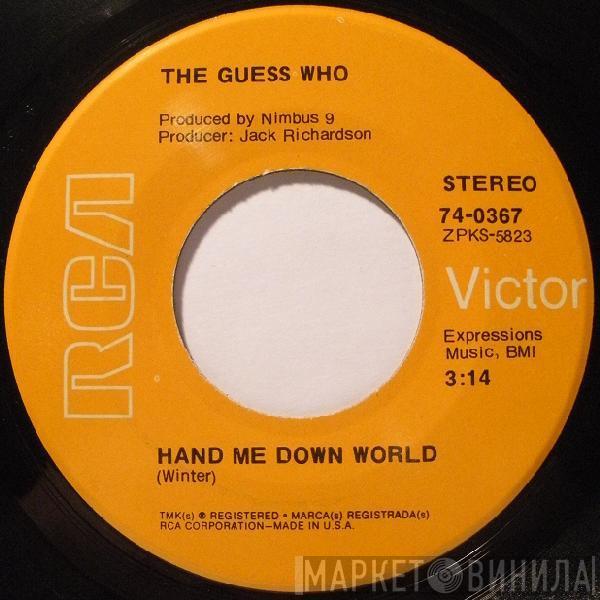 THE GUESS WHO
Produced by Nimbus 9
Producer: Jack Richardson
STEREO
74-0367
ZPKS-5823
RCA
Victor
Expressions
Music, BMI
3:14
HAND ME DOWN WORLD
(Winter)
TMK(s) ® REGISTERED • MARCA(s) REGISTRADA(s)
RCA CORPORATION—MADE IN U.S.A.
МАРКЕТ ВИНИЛА